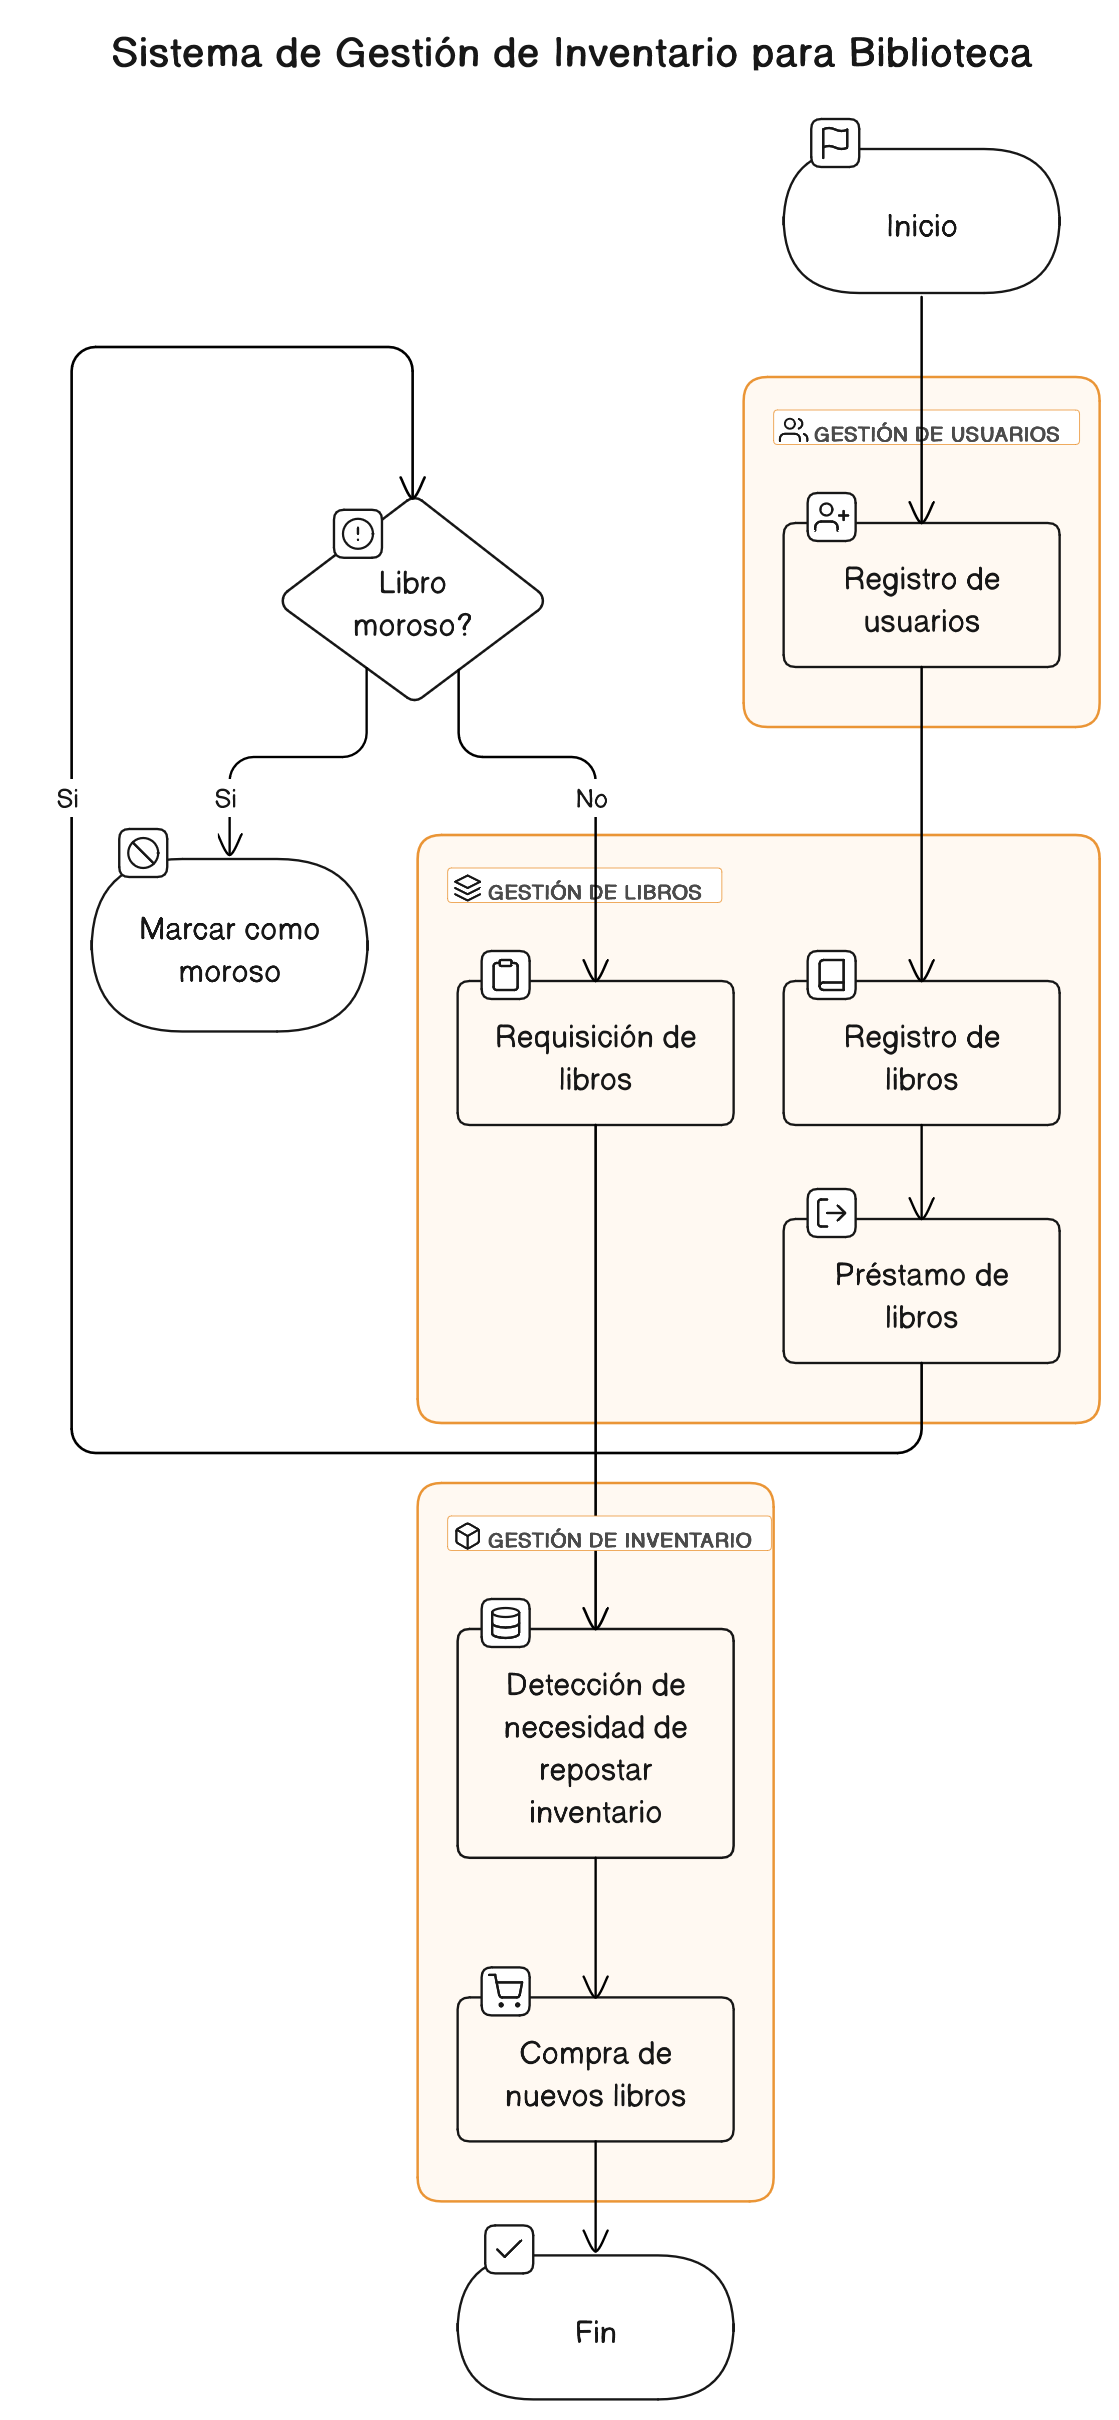 Sistema de Gestión de Inventario para Biblioteca
Inicio
GESTIÓN DE USUARIOS
Registro de
usuarios
Libro
moroso?
Si
Si
No
Marcar como
moroso
GESTIÓN DE LIBROS
Requisición de
libros
Registro de
libros
Préstamo de
libros
GESTIÓN DE INVENTARIO
Detección de
necesidad de
repostar
inventario
Compra de
nuevos libros
Fin